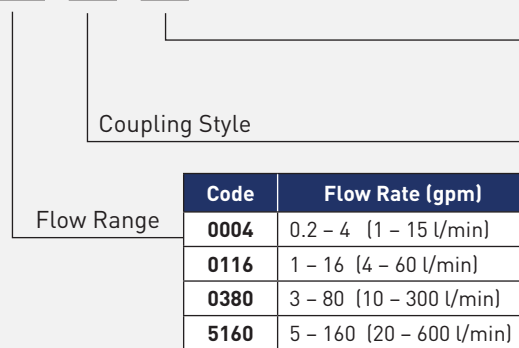 Coupling Style
Code Flow Rate (gpm)
Flow Range
0004 0.2 – 4 (1 – 15 l/min)
0116 1 – 16 (4 – 60 l/min)
0380 3 – 80 (10 – 300 l/min)
5160 5 – 160 (20 – 600 l/min)